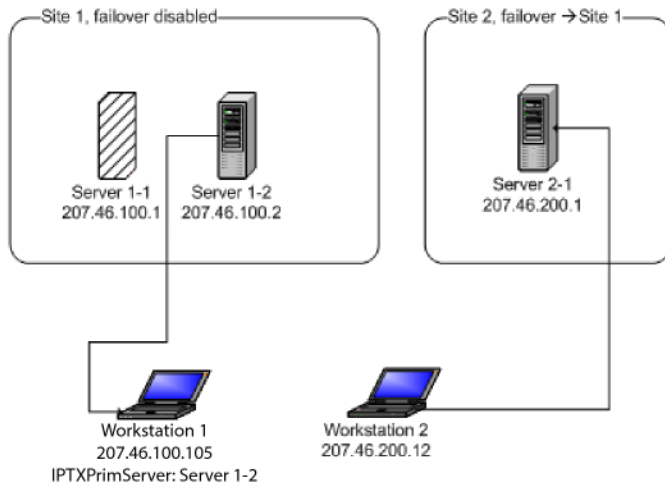 Site 1, failover disabled
Site 2, failover →Site 1
Server 1-1
207.46.100.1
Server 1-2
207.46.100.2
Server 2-1
207.46.200.1
Workstation 1
207.46.100.105
IPTXPrimServer: Server 1-2
Workstation 2
207.46.200.12